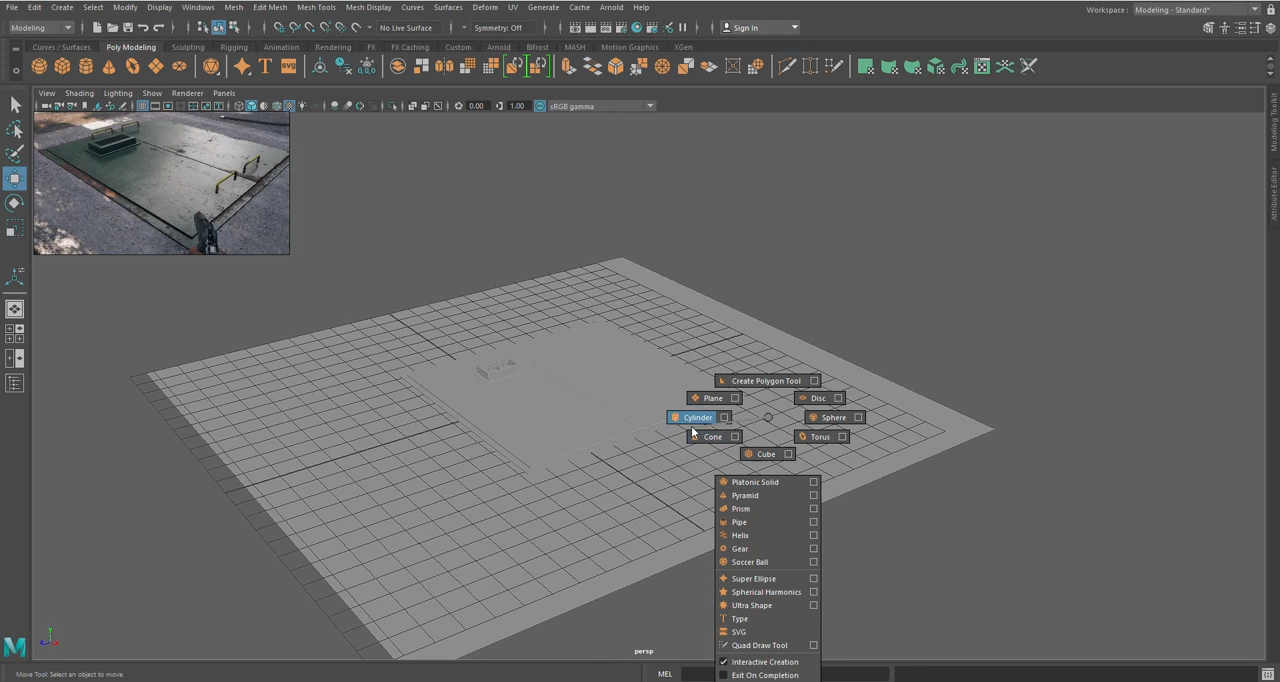 File Edit Create Select Modify Display Windows Mesh Edit Mesh Mesh Tools Mesh Display Curves Surfaces Deform UV Generate Cache Arnold Help Workspace: Modeling - Standard*
Modeling No Live Surface Symmetry: Off Sign In
Curves / Surfaces Poly Modeling Sculpting Rigging Animation Rendering FX FX Caching Custom Arnold Bifrost MASH Motion Graphics XGen
T SVG
View Shading Lighting Show Renderer Panels
0.00 1.00 sRGB gamma
Modeling Toolkit
Attribute Editor
Create Polygon Tool
Plane Disc
Cylinder Sphere
Cone Torus
Cube
Platonic Solid
Pyramid
Prism
Pipe
Helix
Gear
Soccer Ball
Super Ellipse
Spherical Harmonics
Ultra Shape
Type
SVG
Quad Draw Tool
Interactive Creation
Exit On Completion
persp
Move Tool: Select an object to move. MEL